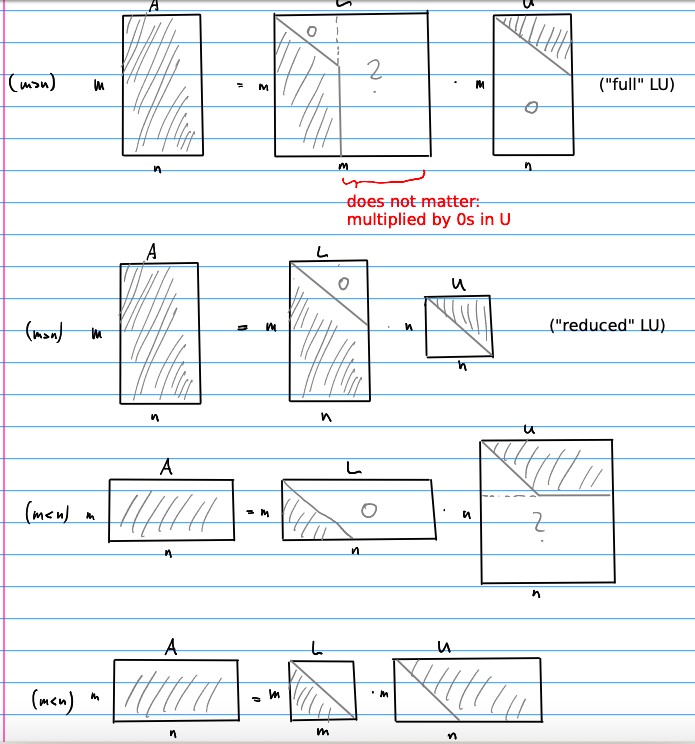 A L U
(m>n) m = m ? 0 · m 0 ("full" LU)
n m n
does not matter:
multiplied by 0s in U
A L U
(m>n) m = m 0 · n ("reduced" LU)
n n n
A L U
(m<n) m = m 0 · n ?
n n n
A L U
(m<n) m = m · m
n m n